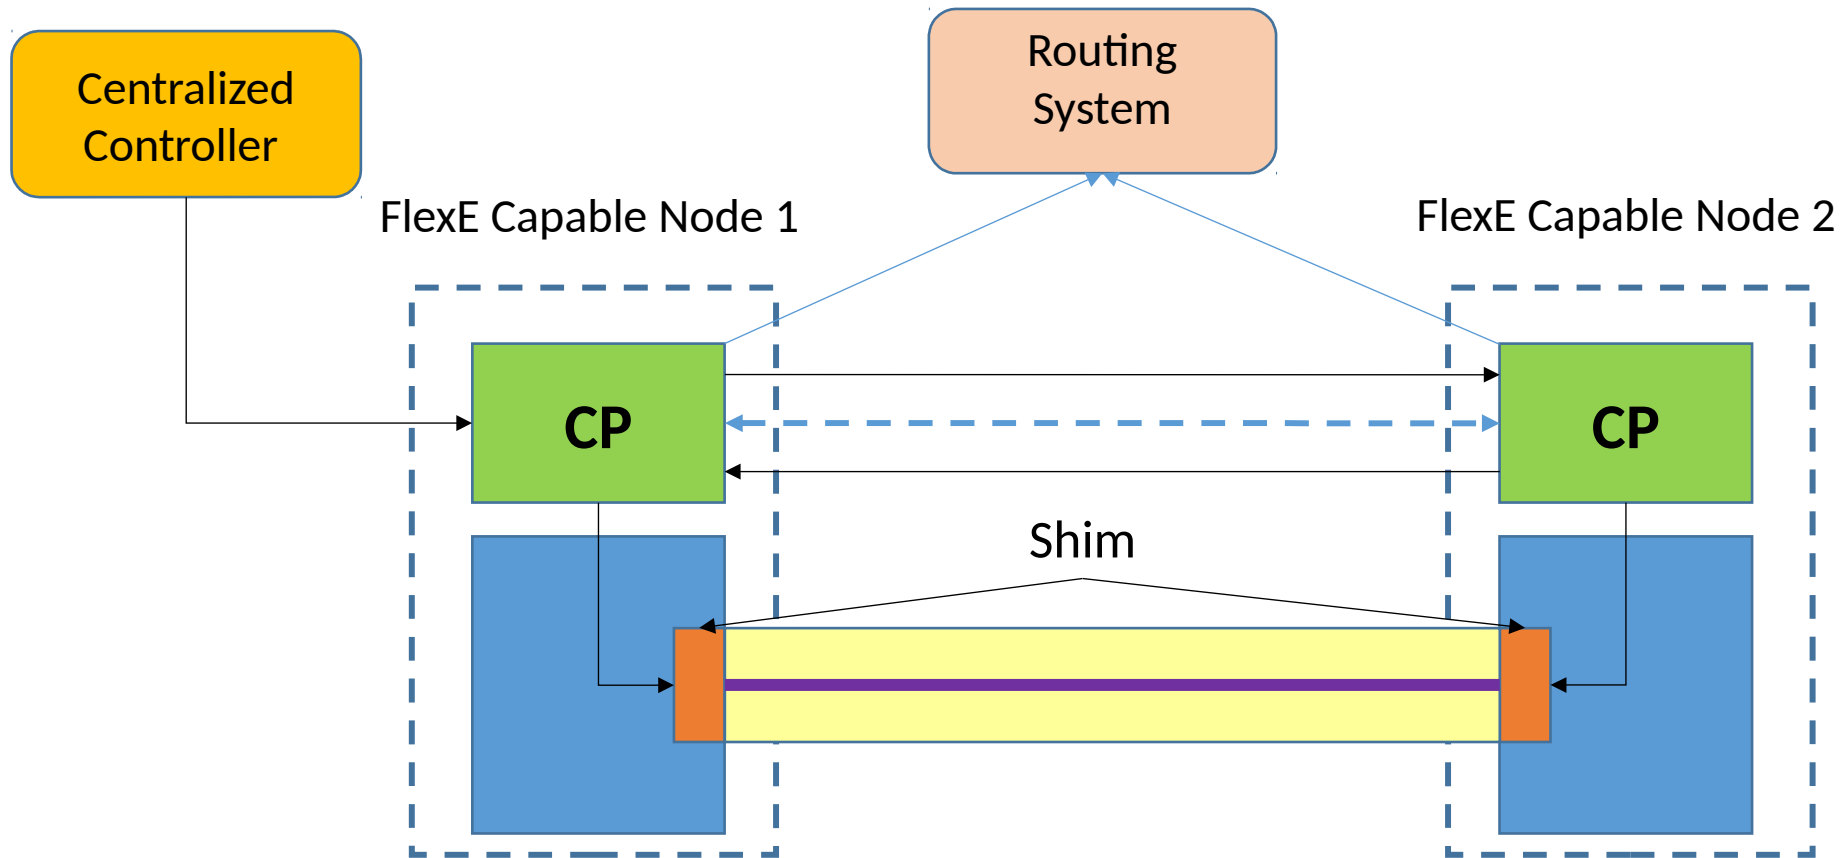 Centralized
Controller
Routing
System
FlexE Capable Node 1
FlexE Capable Node 2
CP
CP
Shim